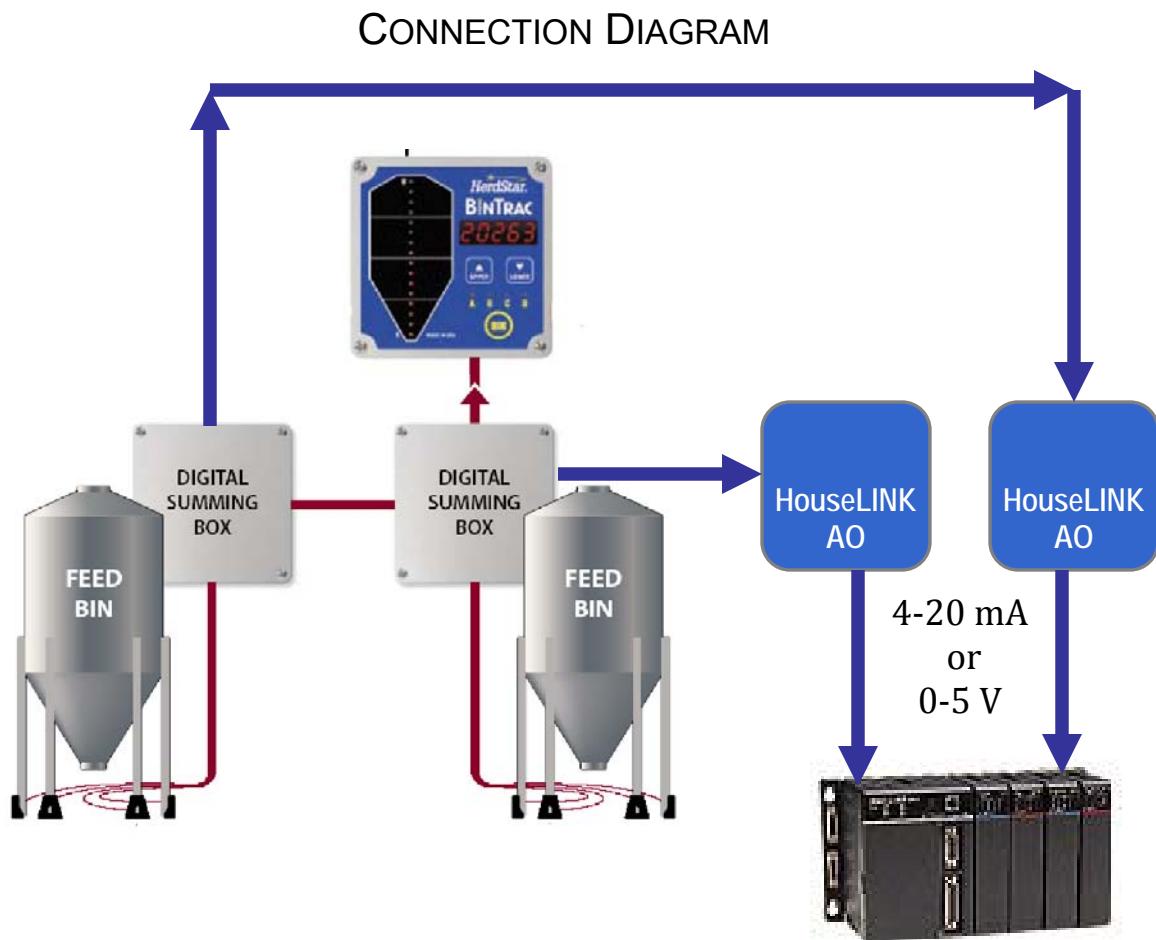 CONNECTION DIAGRAM
HerdStar.
BINTRAC
20263
UPPER
LOWER
A B C D
DIGITAL
SUMMING
BOX
DIGITAL
SUMMING
BOX
FEED
BIN
FEED
BIN
HouseLINK
AO
HouseLINK
AO
4-20 mA
or
0-5 V